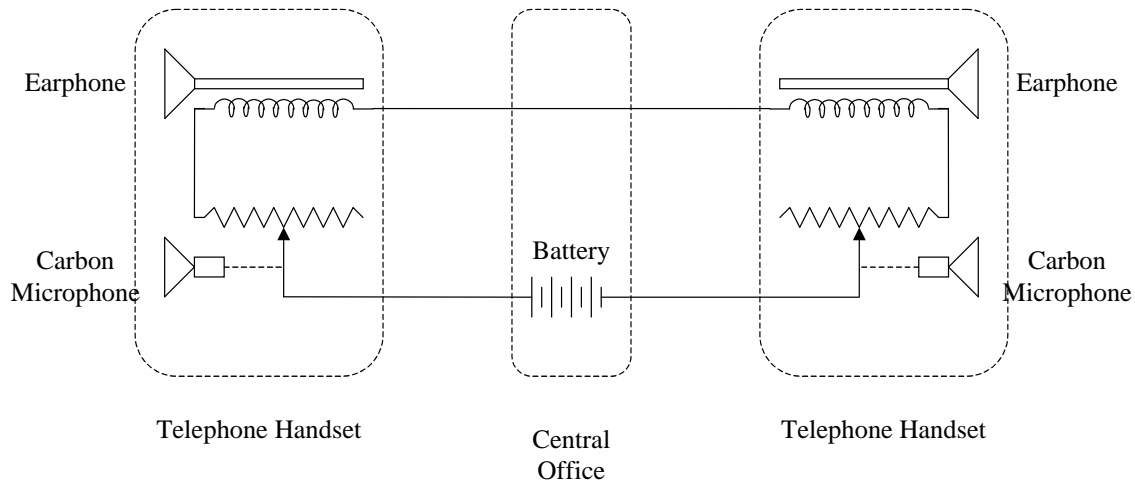 Earphone
Earphone
Battery
Carbon
Microphone
Carbon
Microphone
Telephone Handset
Central
Office
Telephone Handset